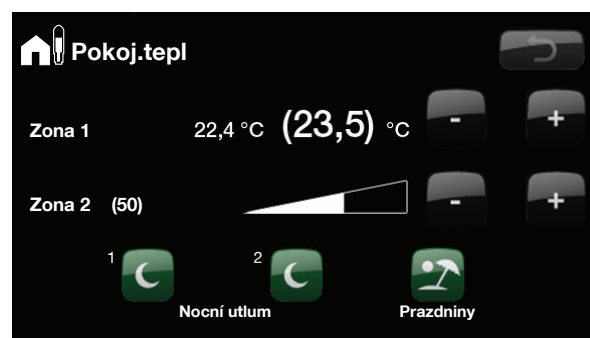 Pokoj.tepl
Zona 1 22,4 °C (23,5) °C - +
Zona 2 (50) - +
1 2
Nocní utlum Prazdniny